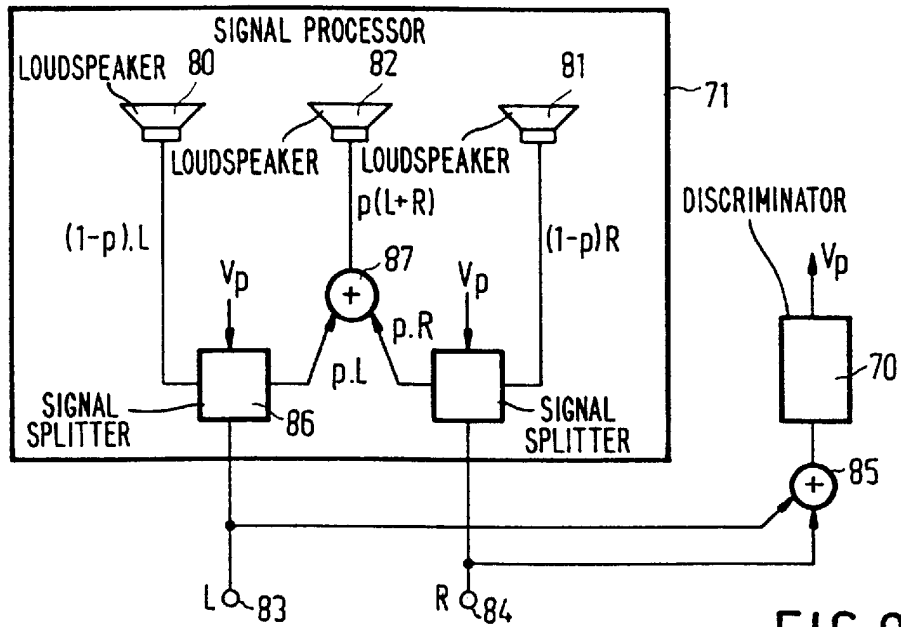 SIGNAL PROCESSOR
LOUDSPEAKER
80
82
81
71
LOUDSPEAKER
LOUDSPEAKER
p(L+R)
DISCRIMINATOR
(1-p).L
(1-p)R
Vp
87
Vp
Vp
p.R
p.L
70
SIGNAL SPLITTER
86
SIGNAL SPLITTER
85
L
83
R
84